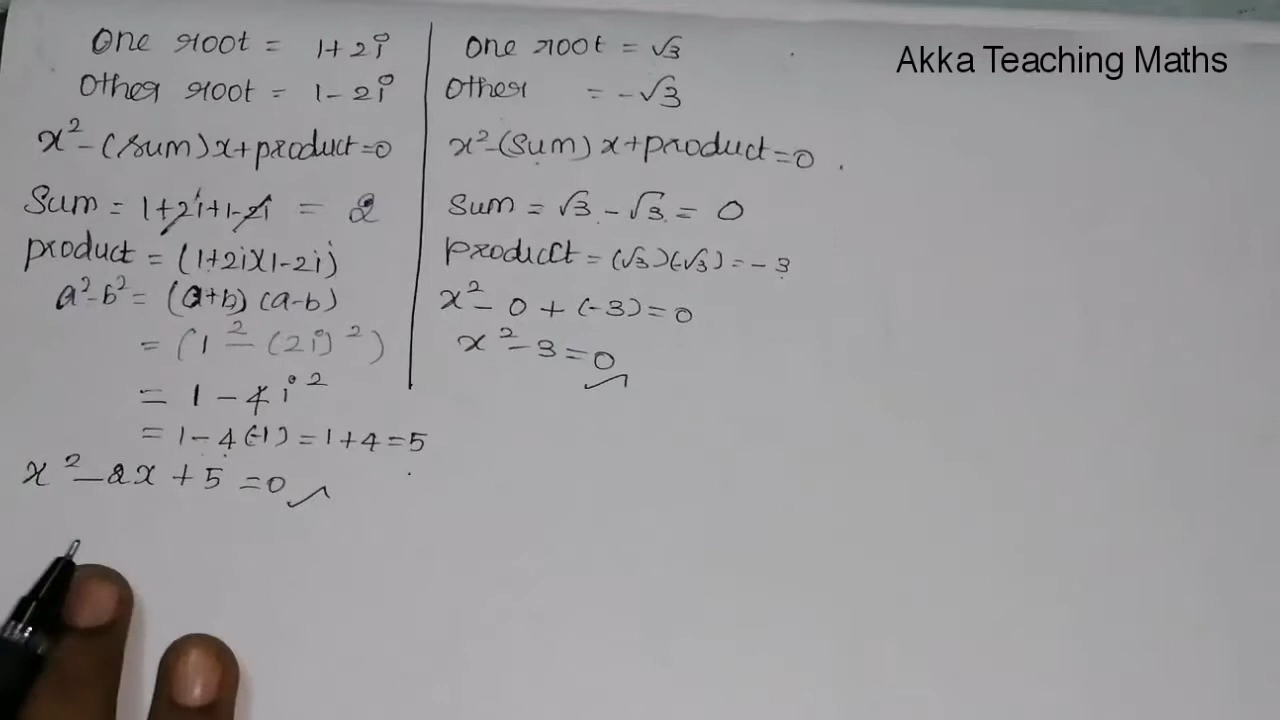 One root = 1+2i
Other root = 1-2i
x² - (sum)x + product = 0
Sum = 1+2i+1-2i = 2
product = (1+2i)(1-2i)
a²-b² = (a+b)(a-b)
= (1² - (2i)²)
= 1 - 4i²
= 1-4(-1) = 1+4 = 5
x² - 2x + 5 = 0
One root = √3
Other = -√3
x² - (sum) x + product = 0
Sum = √3 - √3 = 0
product = (√3)(-√3) = -3
x² - 0 + (-3) = 0
x² - 3 = 0
Akka Teaching Maths